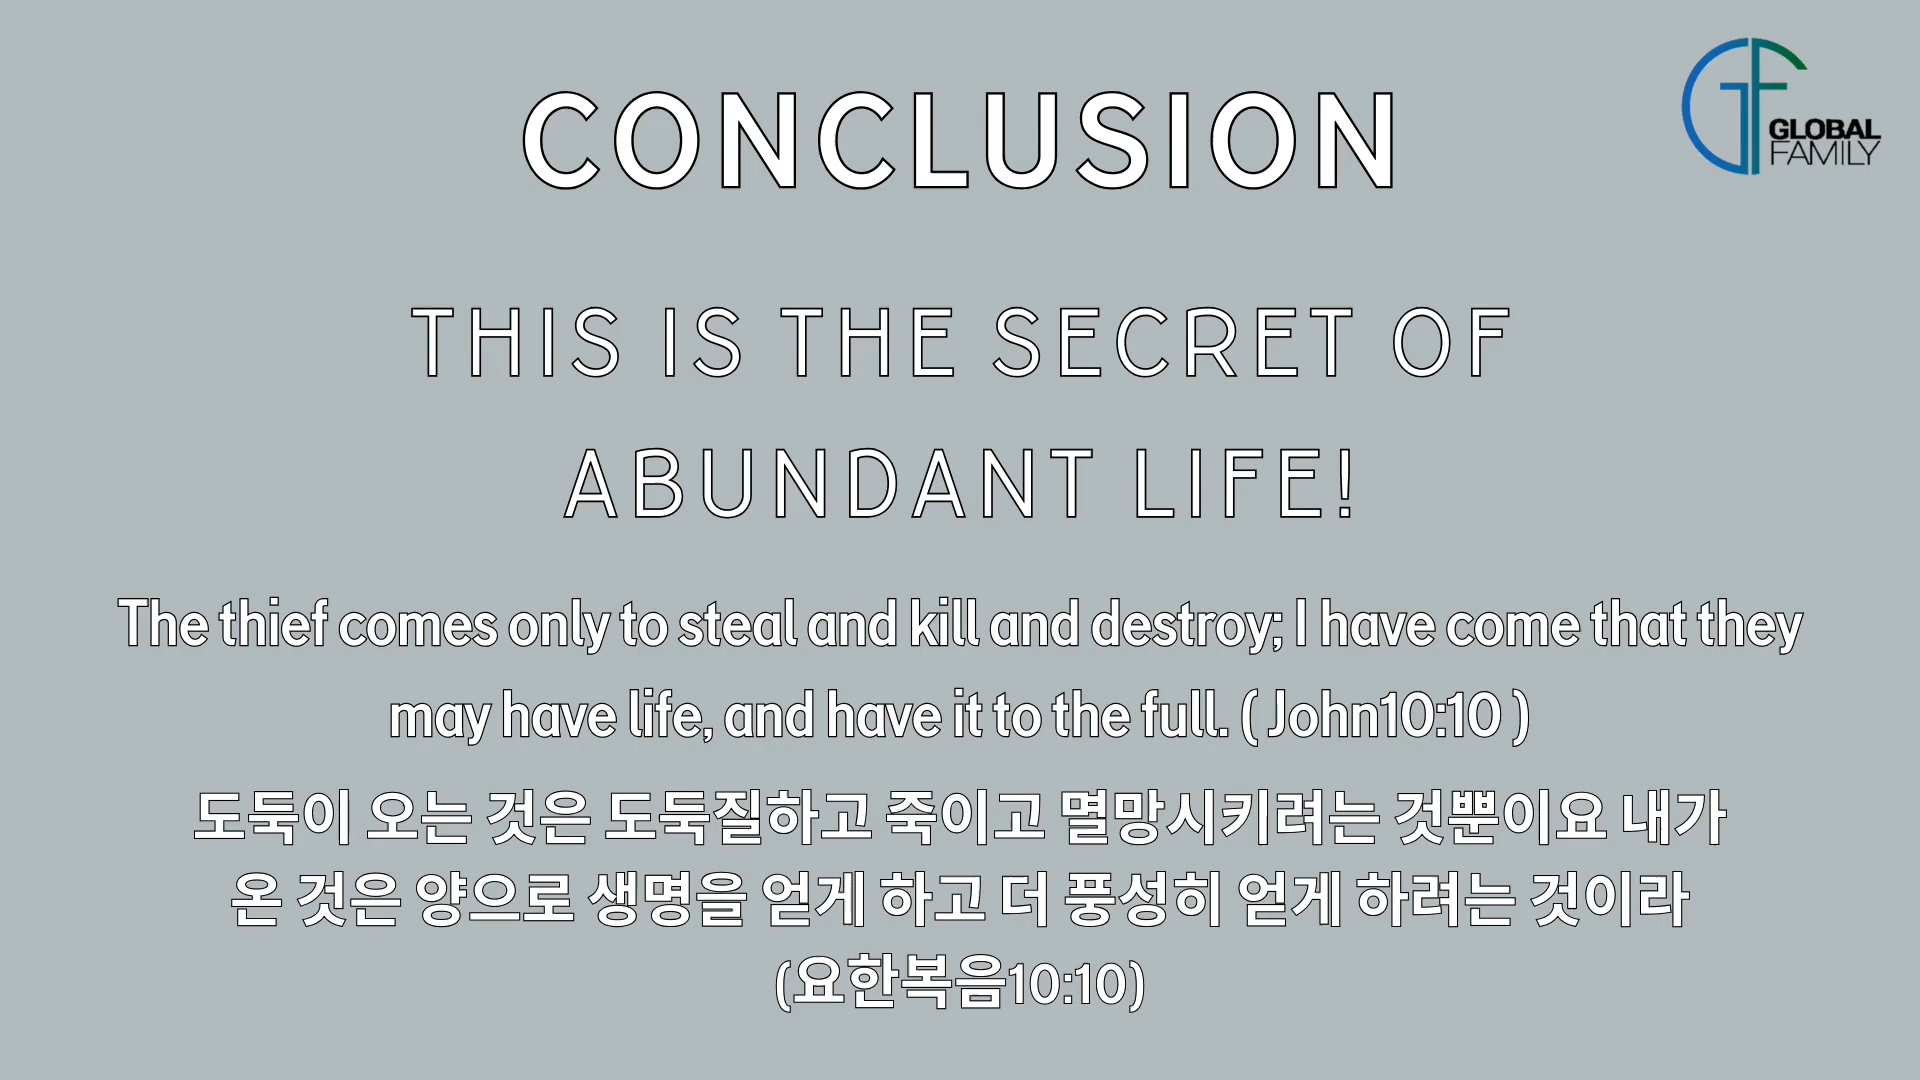 CONCLUSION
GLOBAL
FAMILY
THIS IS THE SECRET OF
ABUNDANT LIFE!
The thief comes only to steal and kill and destroy; I have come that they
may have life, and have it to the full. ( John10:10 )
도둑이 오는 것은 도둑질하고 죽이고 멸망시키려는 것뿐이요 내가
온 것은 양으로 생명을 얻게 하고 더 풍성히 얻게 하려는 것이라
(요한복음10:10)